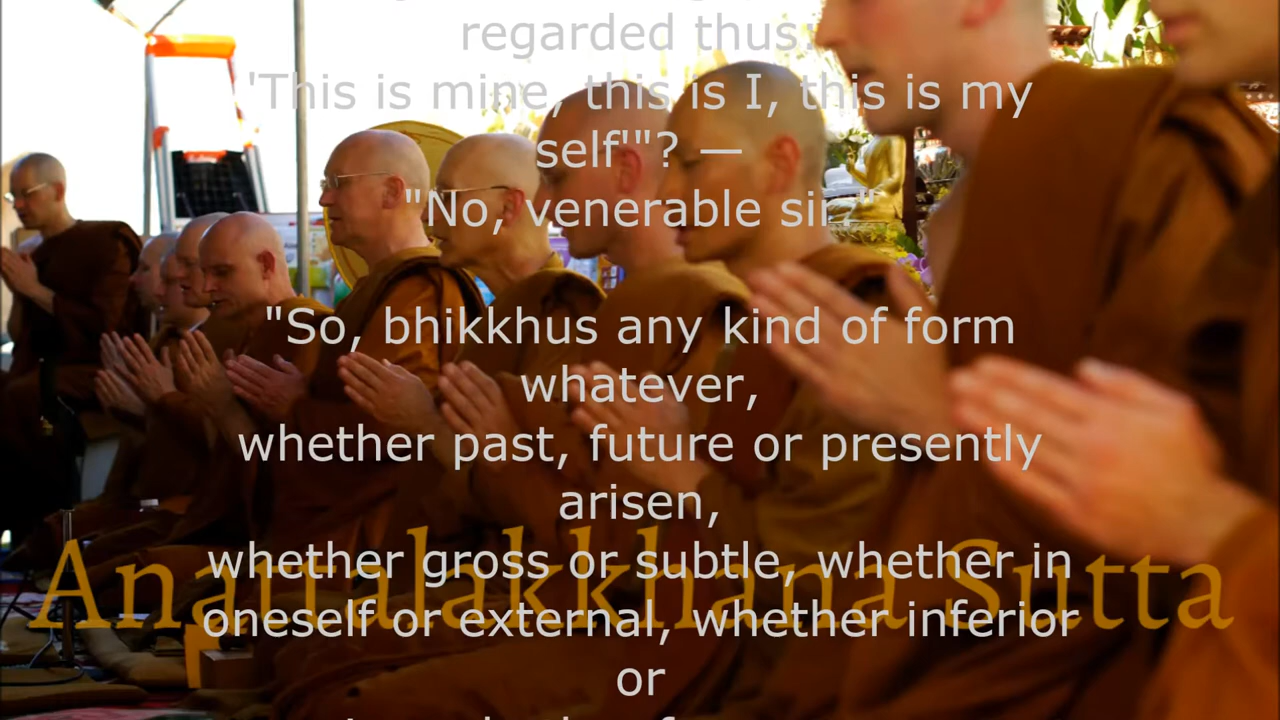 regarded thus:
'This is mine, this is I, this is my
self'"? —
"No, venerable sir."
"So, bhikkhus any kind of form
whatever,
whether past, future or presently
arisen,
whether gross or subtle, whether in
Anattalakkhana Sutta
oneself or external, whether inferior
or